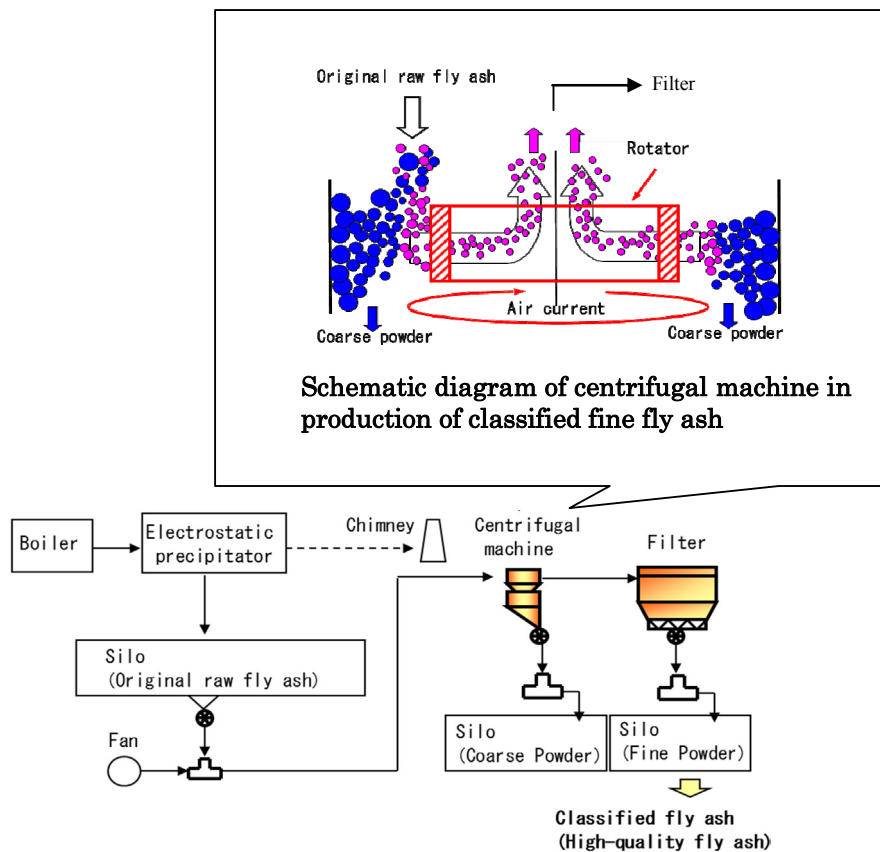 Original raw fly ash
Filter
Rotator
Air current
Coarse powder
Coarse powder
Schematic diagram of centrifugal machine in
production of classified fine fly ash
Boiler
Electrostatic
precipitator
Chimney
Centrifugal
machine
Filter
Silo
(Original raw fly ash)
Fan
Silo
(Coarse Powder)
Silo
(Fine Powder)
Classified fly ash
(High-quality fly ash)